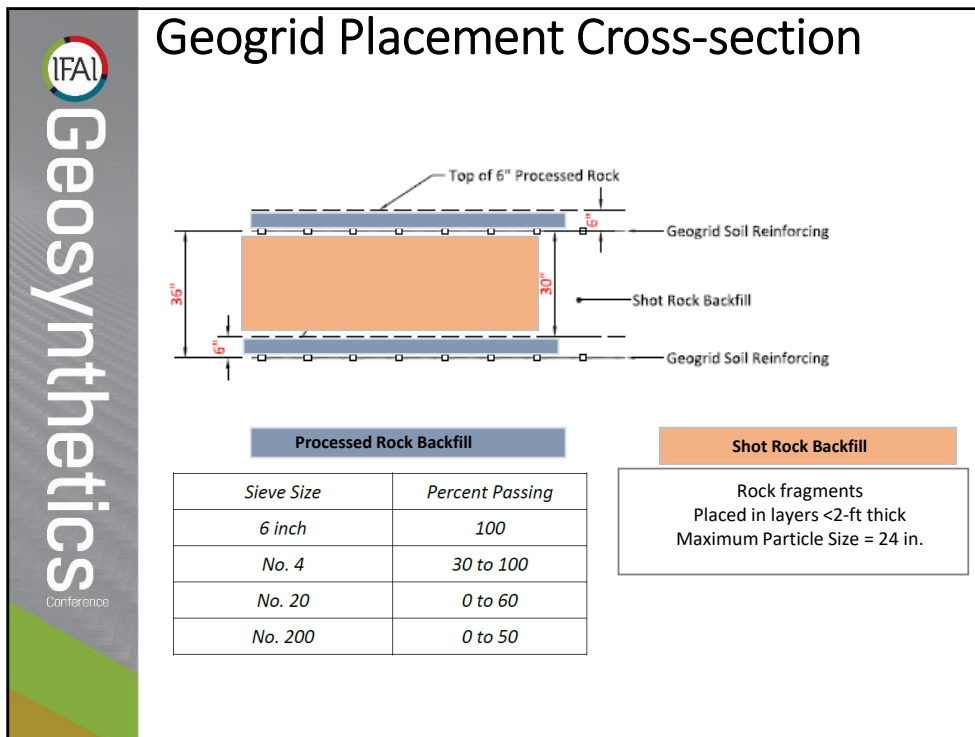 Geogrid Placement Cross-section
IFAI
Geosynthetics
Conference
Top of 6" Processed Rock
6"
Geogrid Soil Reinforcing
36"
30"
Shot Rock Backfill
6"
Geogrid Soil Reinforcing
Processed Rock Backfill
Sieve Size Percent Passing
6 inch 100
No. 4 30 to 100
No. 20 0 to 60
No. 200 0 to 50
Shot Rock Backfill
Rock fragments
Placed in layers <2-ft thick
Maximum Particle Size = 24 in.